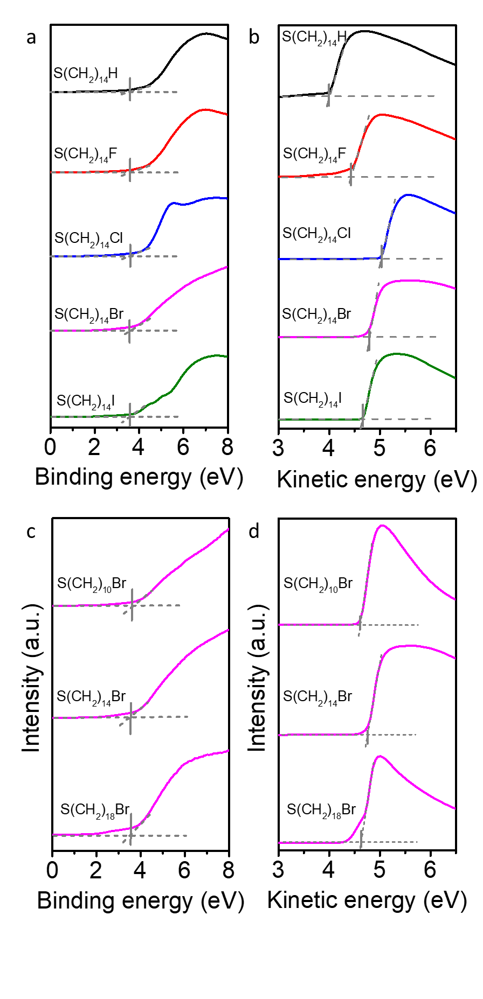 a
S(CH2)14H
S(CH2)14F
S(CH2)14Cl
S(CH2)14Br
S(CH2)14I
0 2 4 6 8
Binding energy (eV)
b
S(CH2)14H
S(CH2)14F
S(CH2)14Cl
S(CH2)14Br
S(CH2)14I
3 4 5 6
Kinetic energy (eV)
c
S(CH2)10Br
S(CH2)14Br
S(CH2)18Br
Intensity (a.u.)
0 2 4 6 8
Binding energy (eV)
d
S(CH2)10Br
S(CH2)14Br
S(CH2)18Br
Intensity (a.u.)
3 4 5 6
Kinetic energy (eV)